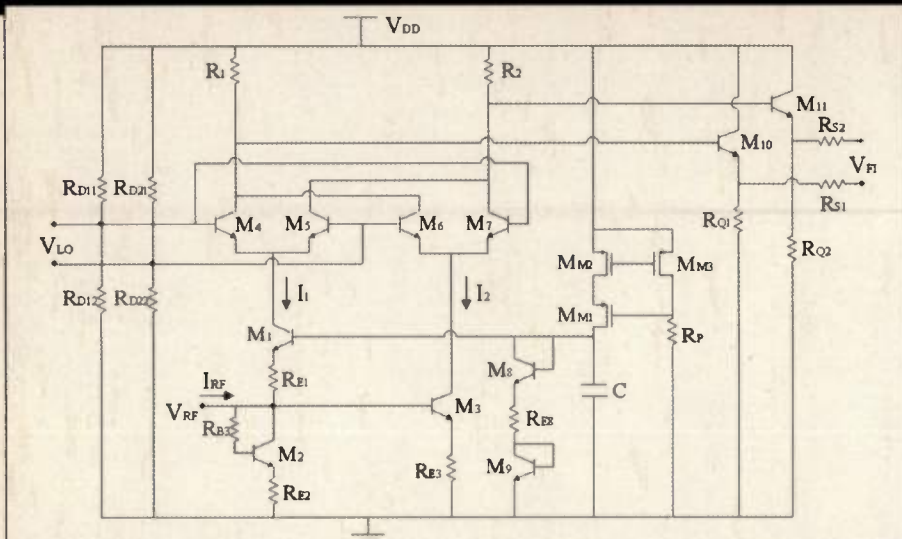 VDD
R1
R2
M11
RS2
M10
VFI
RS1
RD11
RD21
M4
M5
M6
M7
RQ1
RQ2
VLO
MM2
MM3
RD12
RD22
I1
I2
MM1
M1
RP
M8
C
IRF
RE1
VRF
M3
RE8
RB3
M2
M9
RE2
RE3